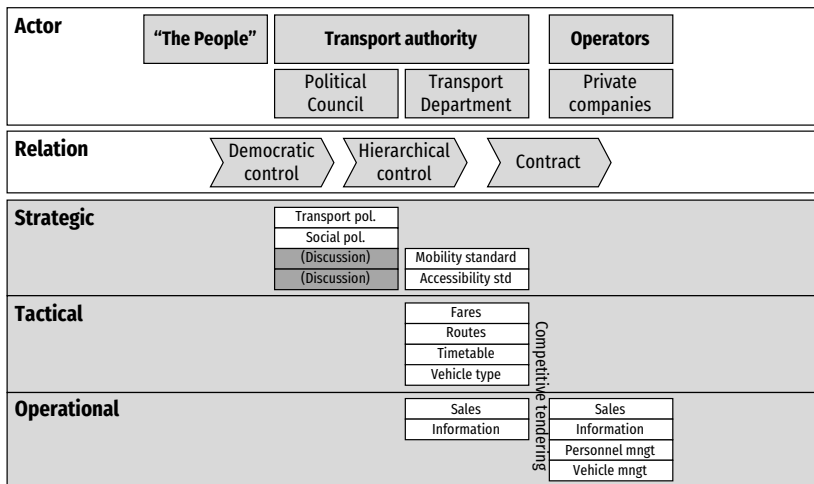 Actor
“The People”
Transport authority
Operators
Political
Council
Transport
Department
Private
companies
Relation
Democratic
control
Hierarchical
control
Contract
Strategic
Transport pol.
Social pol.
(Discussion)
Mobility standard
(Discussion)
Accessibility std
Tactical
Fares
Routes
Timetable
Vehicle type
Competitive tendering
Operational
Sales
Sales
Information
Information
Personnel mngt
Vehicle mngt